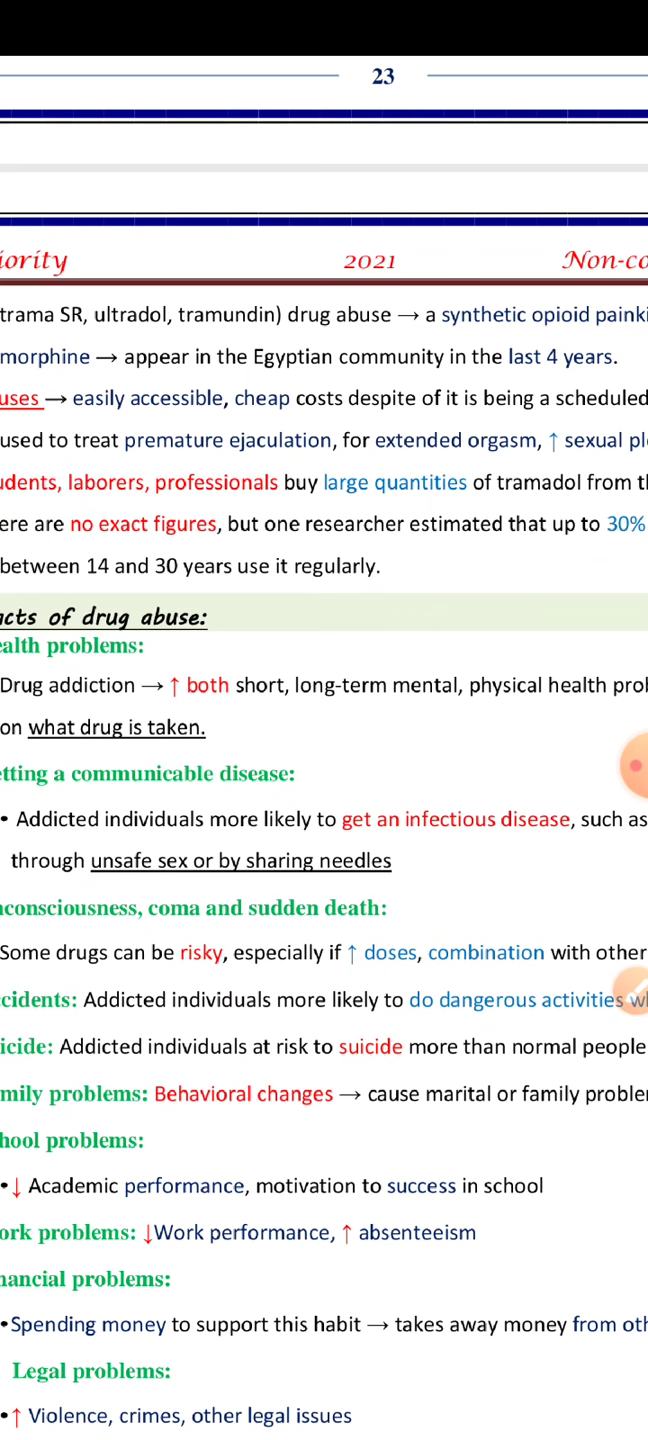 23
iority 2021 Non-co
trama SR, ultradol, tramundin) drug abuse → a synthetic opioid paink
morphine → appear in the Egyptian community in the last 4 years.
uses → easily accessible, cheap costs despite of it is being a scheduled
used to treat premature ejaculation, for extended orgasm, ↑ sexual pl
udents, laborers, professionals buy large quantities of tramadol from t
ere are no exact figures, but one researcher estimated that up to 30%
between 14 and 30 years use it regularly.
acts of drug abuse:
ealth problems:
Drug addiction → ↑ both short, long-term mental, physical health prob
on what drug is taken.
etting a communicable disease:
• Addicted individuals more likely to get an infectious disease, such as
through unsafe sex or by sharing needles
nconsciousness, coma and sudden death:
Some drugs can be risky, especially if ↑ doses, combination with other
ccidents: Addicted individuals more likely to do dangerous activities w
icide: Addicted individuals at risk to suicide more than normal people
mily problems: Behavioral changes → cause marital or family proble
hool problems:
•↓ Academic performance, motivation to success in school
ork problems: ↓Work performance, ↑ absenteeism
nancial problems:
•Spending money to support this habit → takes away money from oth
Legal problems:
•↑ Violence, crimes, other legal issues